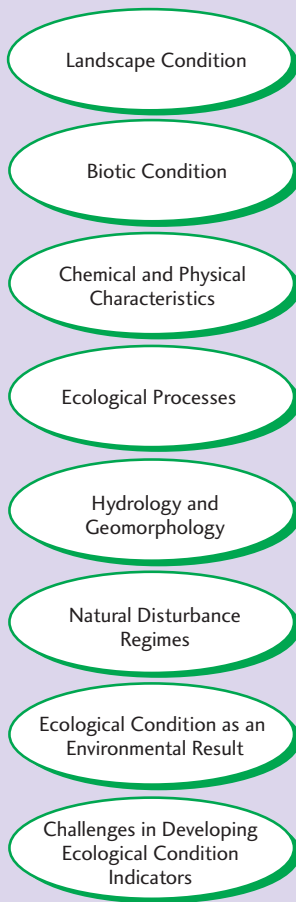 Landscape Condition
Biotic Condition
Chemical and Physical
Characteristics
Ecological Processes
Hydrology and
Geomorphology
Natural Disturbance
Regimes
Ecological Condition as an
Environmental Result
Challenges in Developing
Ecological Condition
Indicators